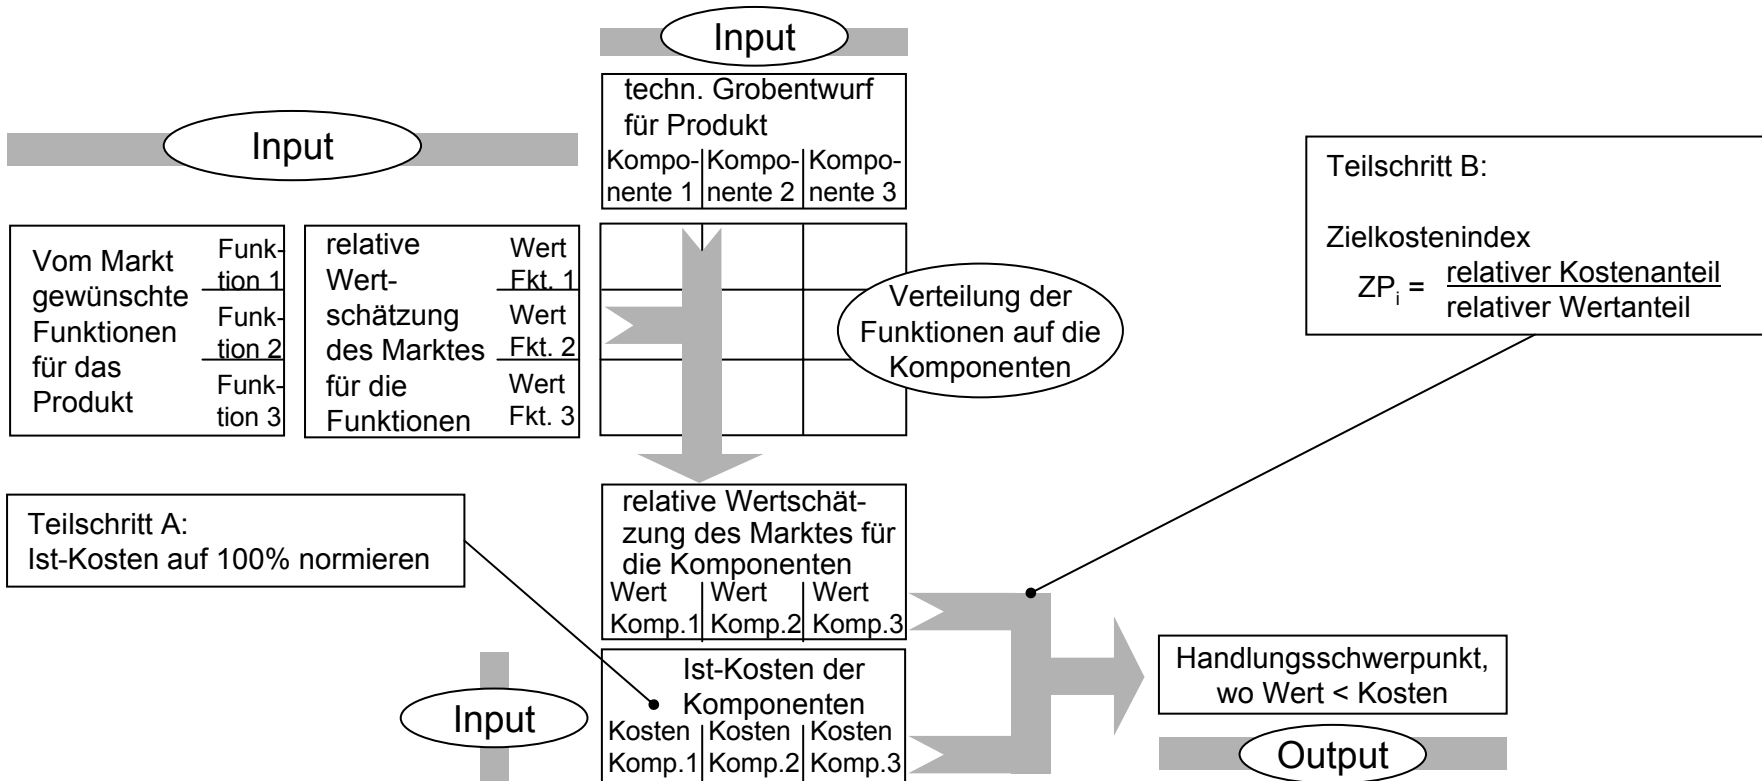 Input
techn. Grobentwurf
für Produkt
Kompo-
nente 1
Kompo-
nente 2
Kompo-
nente 3
Input
Vom Markt
gewünschte
Funktionen
für das
Produkt
Funk-
tion 1
Funk-
tion 2
Funk-
tion 3
relative
Wert-
schätzung
des Marktes
für die
Funktionen
Wert
Fkt. 1
Wert
Fkt. 2
Wert
Fkt. 3
Verteilung der
Funktionen auf die
Komponenten
Teilschritt B:
Zielkostenindex
ZPi = relativer Kostenanteil
relativer Wertanteil
Teilschritt A:
Ist-Kosten auf 100% normieren
relative Wertschät-
zung des Marktes für
die Komponenten
Wert
Komp.1
Wert
Komp.2
Wert
Komp.3
Input
Ist-Kosten der
Komponenten
Kosten
Komp.1
Kosten
Komp.2
Kosten
Komp.3
Handlungsschwerpunkt,
wo Wert < Kosten
Output